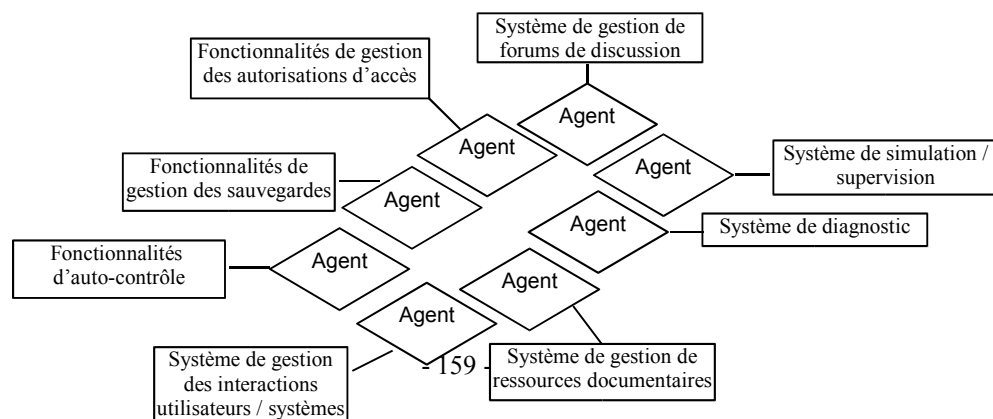 Système de gestion de
forums de discussion
Fonctionnalités de gestion
des autorisations d’accès
Agent
Agent
Système de simulation /
supervision
Agent
Fonctionnalités de
gestion des sauvegardes
Agent
Agent
Système de diagnostic
Fonctionnalités
d’auto-contrôle
Agent
Agent
Agent
Système de gestion
des interactions
utilisateurs / systèmes
- 159 -
Système de gestion de
ressources documentaires